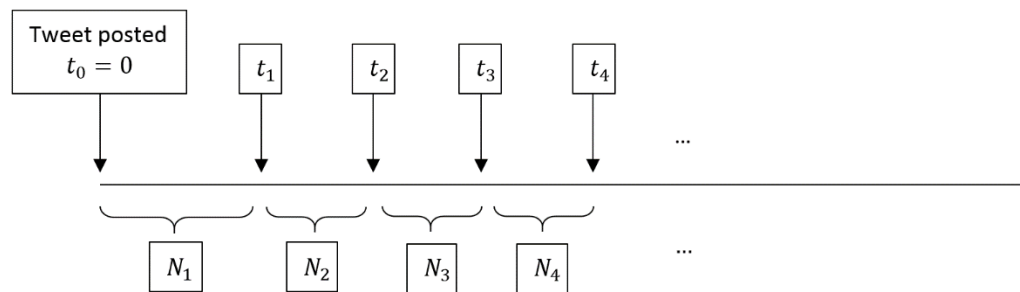 Tweet posted
t₀ = 0
t₁
t₂
t₃
t₄
...
N₁
N₂
N₃
N₄
...